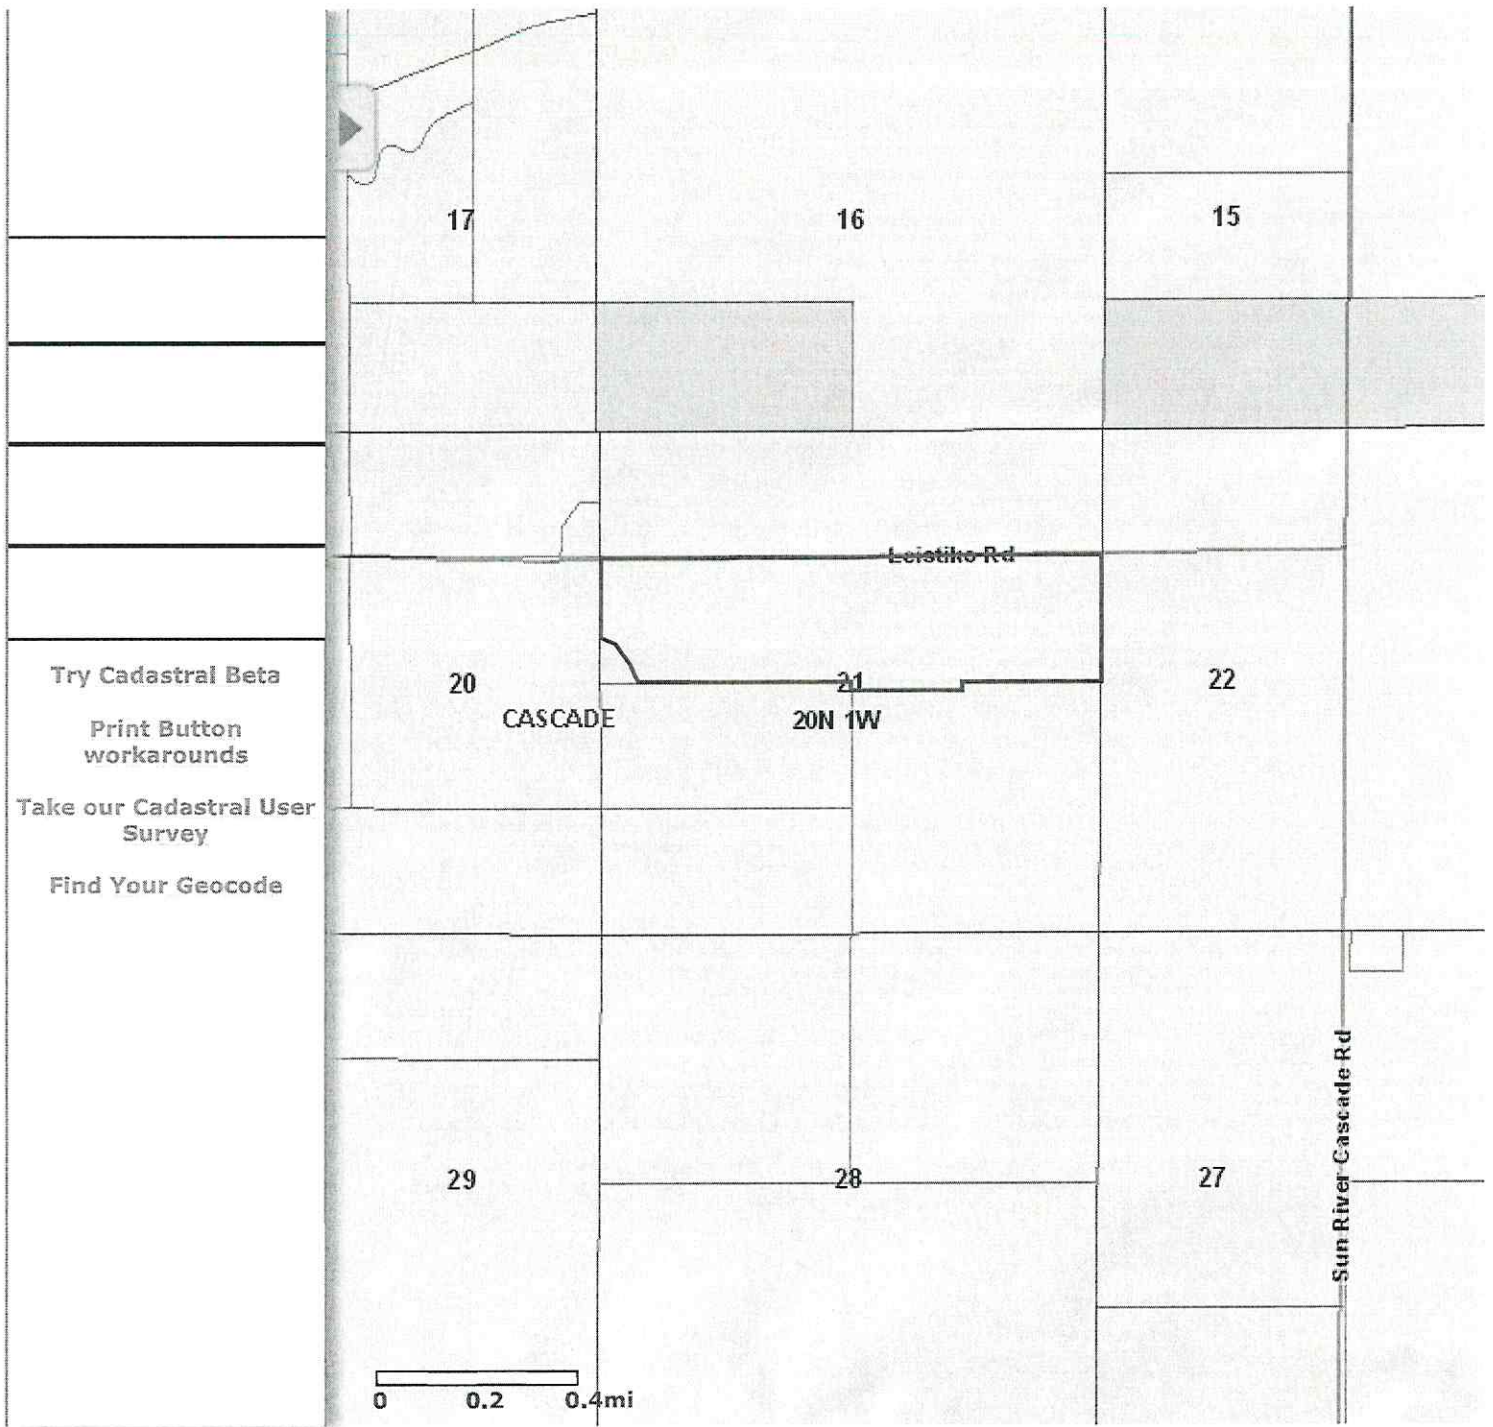 17
16
15
Leistiko Rd
Try Cadastral Beta
20
21
22
CASCADE
20N 1W
Print Button
workarounds
Take our Cadastral User
Survey
Find Your Geocode
Sun River Cascade Rd
29
28
27
0 0.2 0.4mi